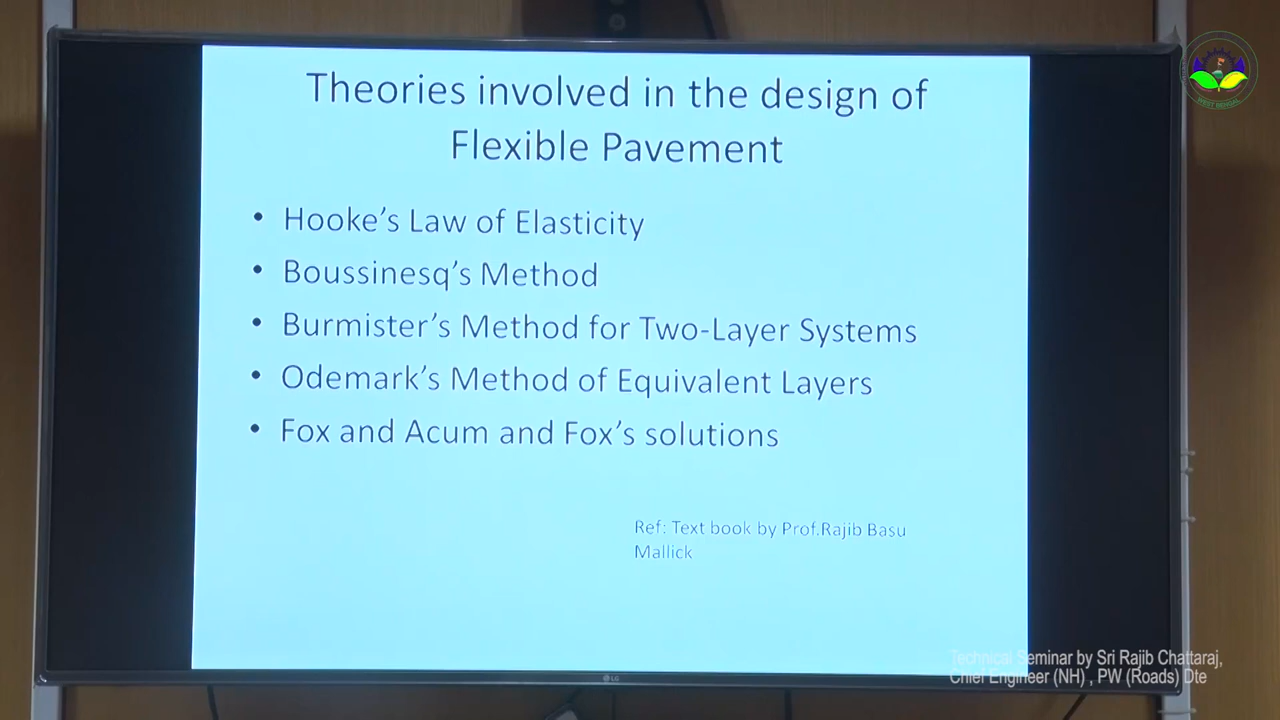 Theories involved in the design of
Flexible Pavement
• Hooke's Law of Elasticity
• Boussinesq's Method
• Burmister's Method for Two-Layer Systems
• Odemark's Method of Equivalent Layers
• Fox and Acum and Fox's solutions
Ref: Text book by Prof.Rajib Basu
Mallick
Technical Seminar by Sri Rajib Chattaraj,
Chief Engineer (NH) , PW (Roads) Dte
LG
WEST BENGAL